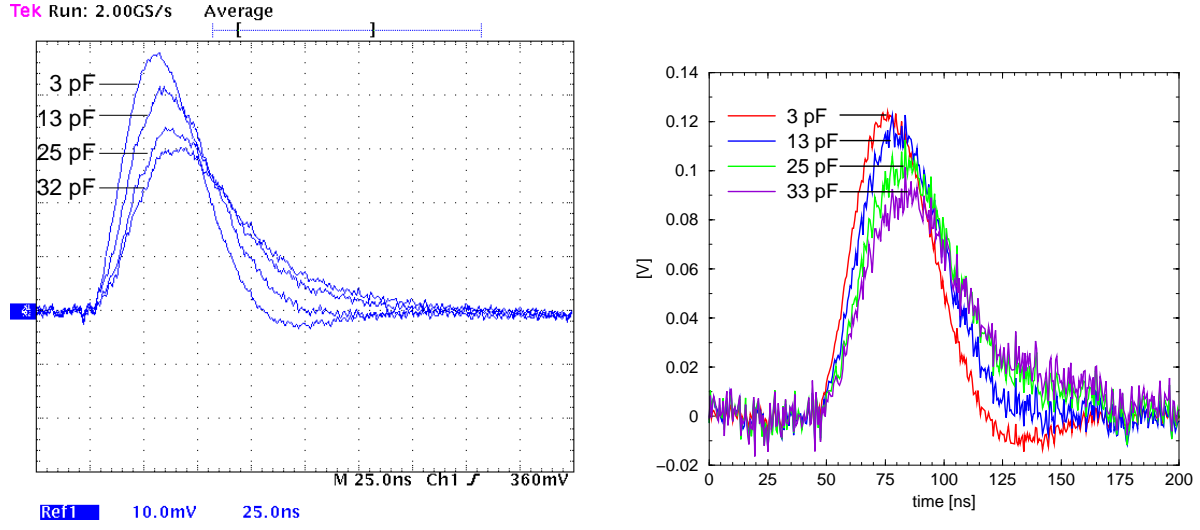 Tek Run: 2.00GS/s Average
3 pF
13 pF
25 pF
32 pF
M 25.0ns Ch1 360mV
Ref1 10.0mV 25.0ns
0.14
0.12
0.1
0.08
0.06
0.04
0.02
0
−0.02
[V]
3 pF
13 pF
25 pF
33 pF
0 25 50 75 100 125 150 175 200
time [ns]